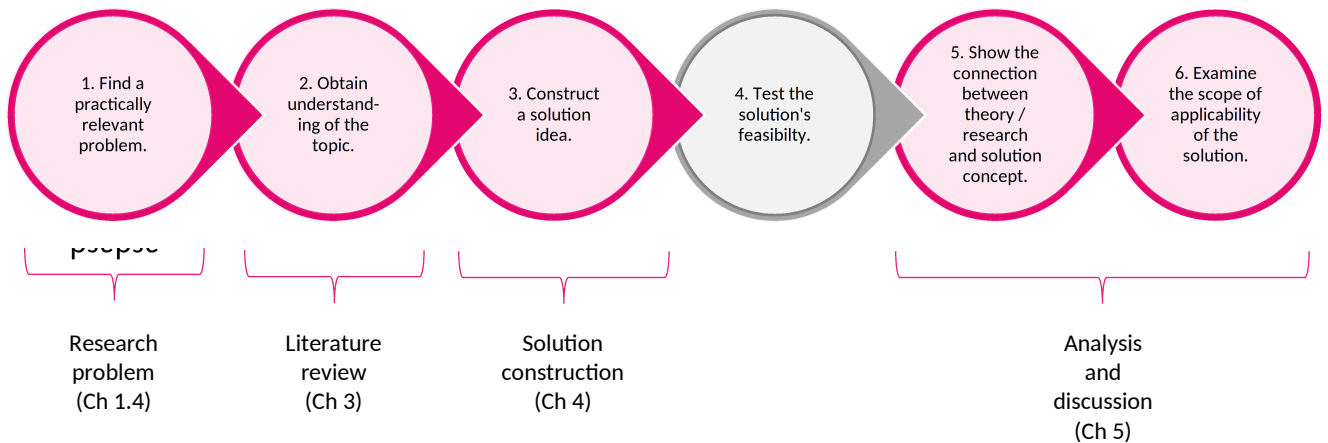 1. Find a
practically
relevant
problem.
2. Obtain
understand-
ing of the
topic.
3. Construct
a solution
idea.
4. Test the
solution's
feasibilty.
5. Show the
connection
between
theory /
research
and solution
concept.
6. Examine
the scope of
applicability
of the
solution.
Research
problem
(Ch 1.4)
Literature
review
(Ch 3)
Solution
construction
(Ch 4)
Analysis
and
discussion
(Ch 5)